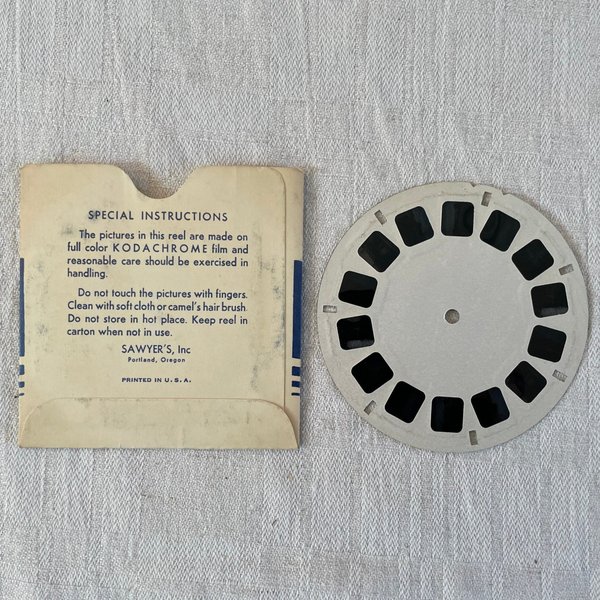 SPECIAL INSTRUCTIONS
The pictures in this reel are made on
full color KODACHROME film and
reasonable care should be exercised in
handling.
Do not touch the pictures with fingers.
Clean with soft cloth or camel's hair brush
Do not store in hot place. Keep reel in
carton when not in use.
SAWYER'S, Inc
Portland, Oregon
PRINTED IN U. S. A.